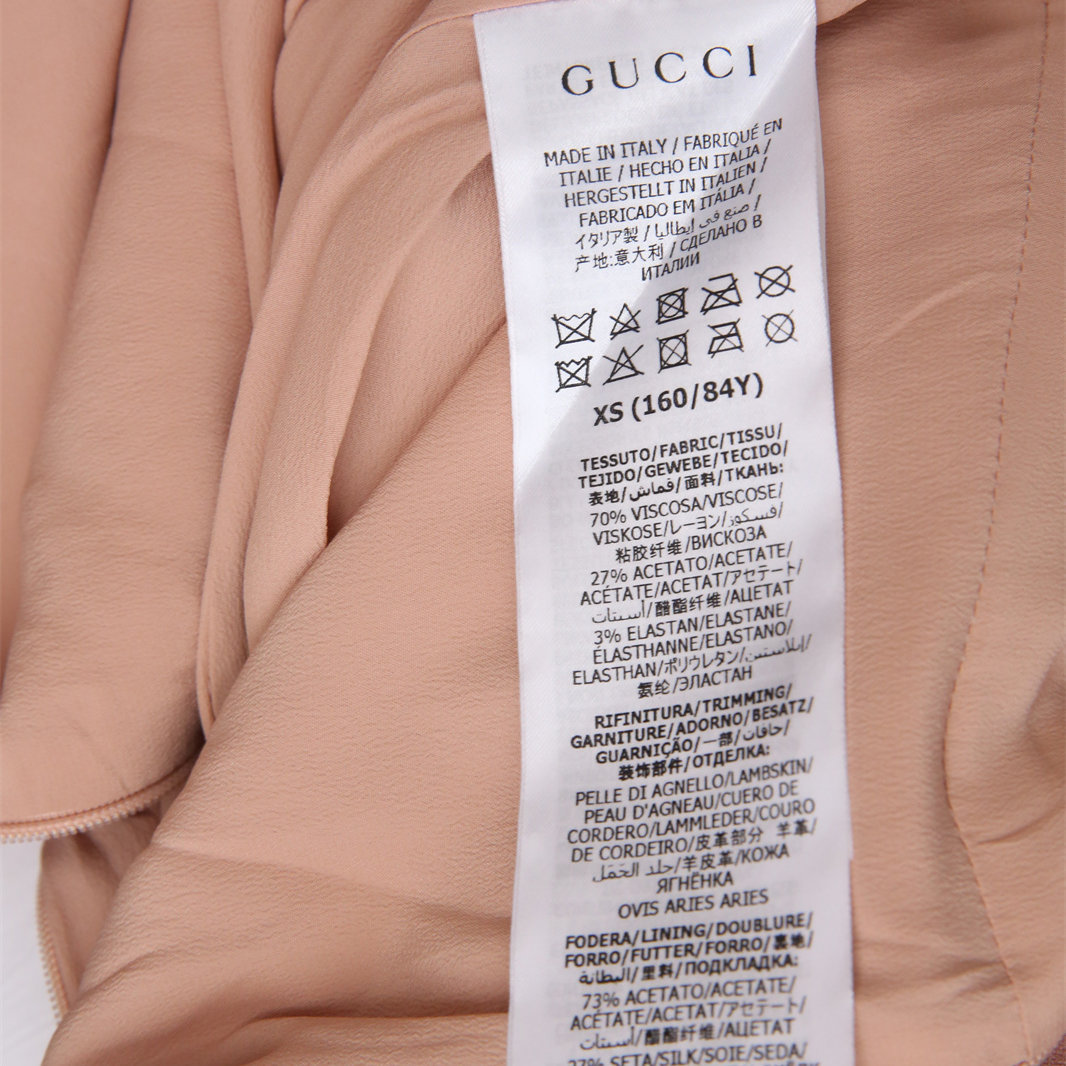 GUCCI
MADE IN ITALY / FABRIQUÉ EN
ITALIE / HECHO EN ITALIA /
HERGESTELLT IN ITALIEN /
FABRICADO EM ITÁLIA /
イタリア製 / صنع في إيطاليا /
产地:意大利 / СДЕЛАНО В
ИТАЛИИ
XS (160/84Y)
TESSUTO/FABRIC/TISSU/
TEJIDO/GEWEBE/TECIDO/
表地/قماش/面料/ТКАНЬ:
70% VISCOSA/VISCOSE/
VISKOSE/レーヨン/فسكوز/
粘胶纤维/ВИСКОЗА
27% ACETATO/ACETATE/
ACÉTATE/ACETAT/アセテート/
أسيتات/醋酯纤维/АЦЕТАТ
3% ELASTAN/ELASTANE/
ÉLASTHANNE/ELASTANO/
ELASTHAN/ポリウレタン/إيلاستين/
氨纶/ЭЛАСТАН
RIFINITURA/TRIMMING/
GARNITURE/ADORNO/BESATZ/
GUARNIÇÃO/一部/حافات/
装饰部件/ОТДЕЛКА:
PELLE DI AGNELLO/LAMBSKIN/
PEAU D'AGNEAU/CUERO DE
CORDERO/LAMMLEDER/COURO
DE CORDEIRO/皮革部分 羊革/
جلد الحَمَل/羊皮革/КОЖА
ЯГНЁНКА
OVIS ARIES ARIES
FODERA/LINING/DOUBLURE/
FORRO/FUTTER/FORRO/裏地/
البطانة/里料/ПОДКЛАДКА:
73% ACETATO/ACETATE/
ACÉTATE/ACETAT/アセテート/
أسيتات/醋酯纤维/АЦЕТАТ
27% SETA/SILK/SOIE/SEDA/